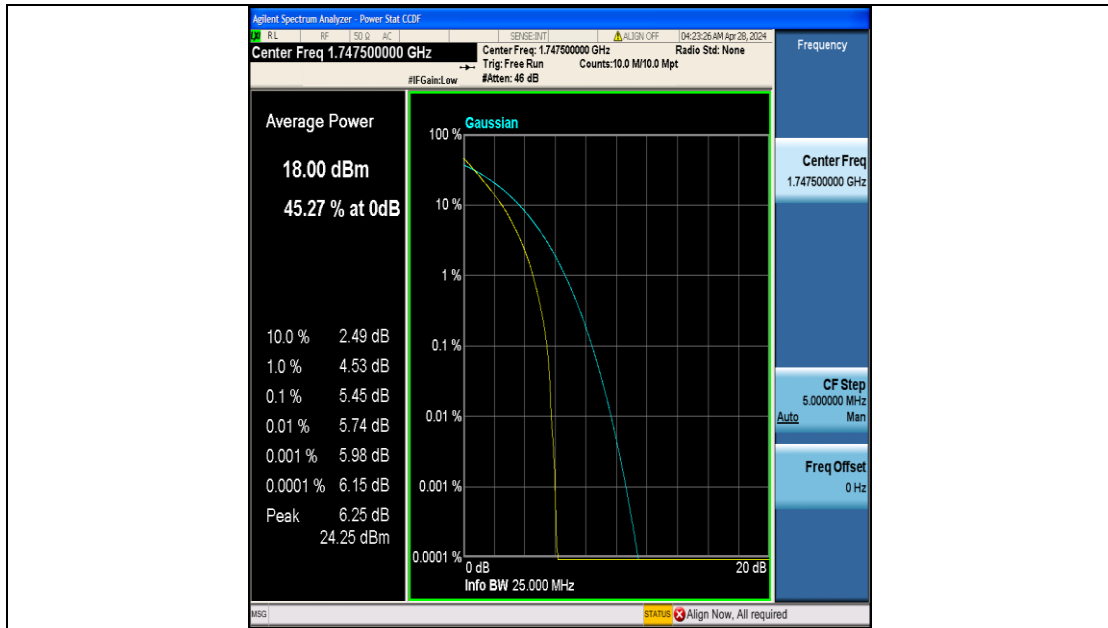 Agilent Spectrum Analyzer - Power Stat CCDF
RL RF 50 Ω AC SENSE:INT ALIGN OFF 04:23:26 AM Apr 28, 2024
Center Freq 1.747500000 GHz
Center Freq: 1.747500000 GHz Radio Std: None
Trig: Free Run Counts:10.0 M/10.0 Mpt
#IFGain:Low #Atten: 46 dB
Frequency
Average Power
18.00 dBm
45.27 % at 0dB
10.0 % 2.49 dB
1.0 % 4.53 dB
0.1 % 5.45 dB
0.01 % 5.74 dB
0.001 % 5.98 dB
0.0001 % 6.15 dB
Peak 6.25 dB
24.25 dBm
Gaussian
100 %
10 %
1 %
0.1 %
0.01 %
0.001 %
0.0001 %
0 dB 20 dB
Info BW 25.000 MHz
Center Freq
1.747500000 GHz
CF Step
5.000000 MHz
Auto Man
Freq Offset
0 Hz
MSG STATUS Align Now, All required